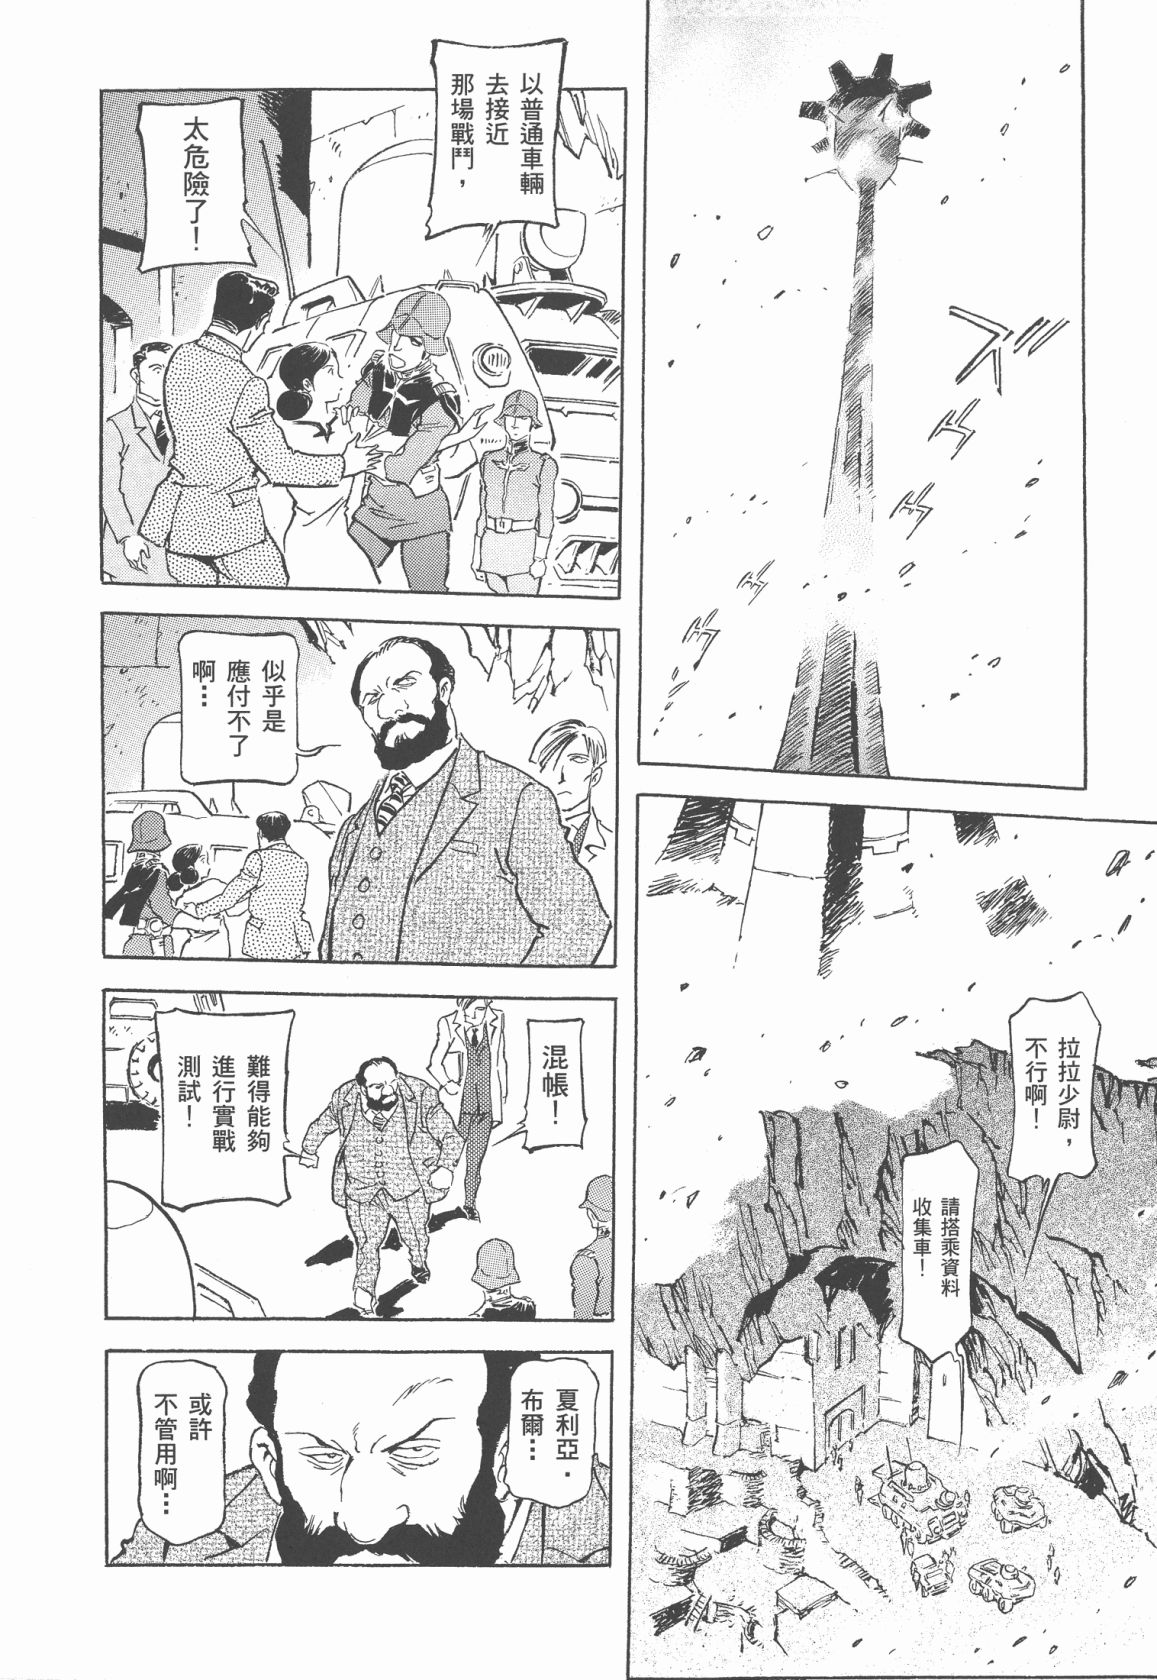 拉拉少尉，
不行啊！
請搭乘資料
收集車！
以普通車輛
去接近
那場戰鬥，
太危險了！
似乎是
應付不了
啊…
混帳！
難得能夠
進行實戰
測試！
夏利亞．
布爾…
或許
不管用啊…